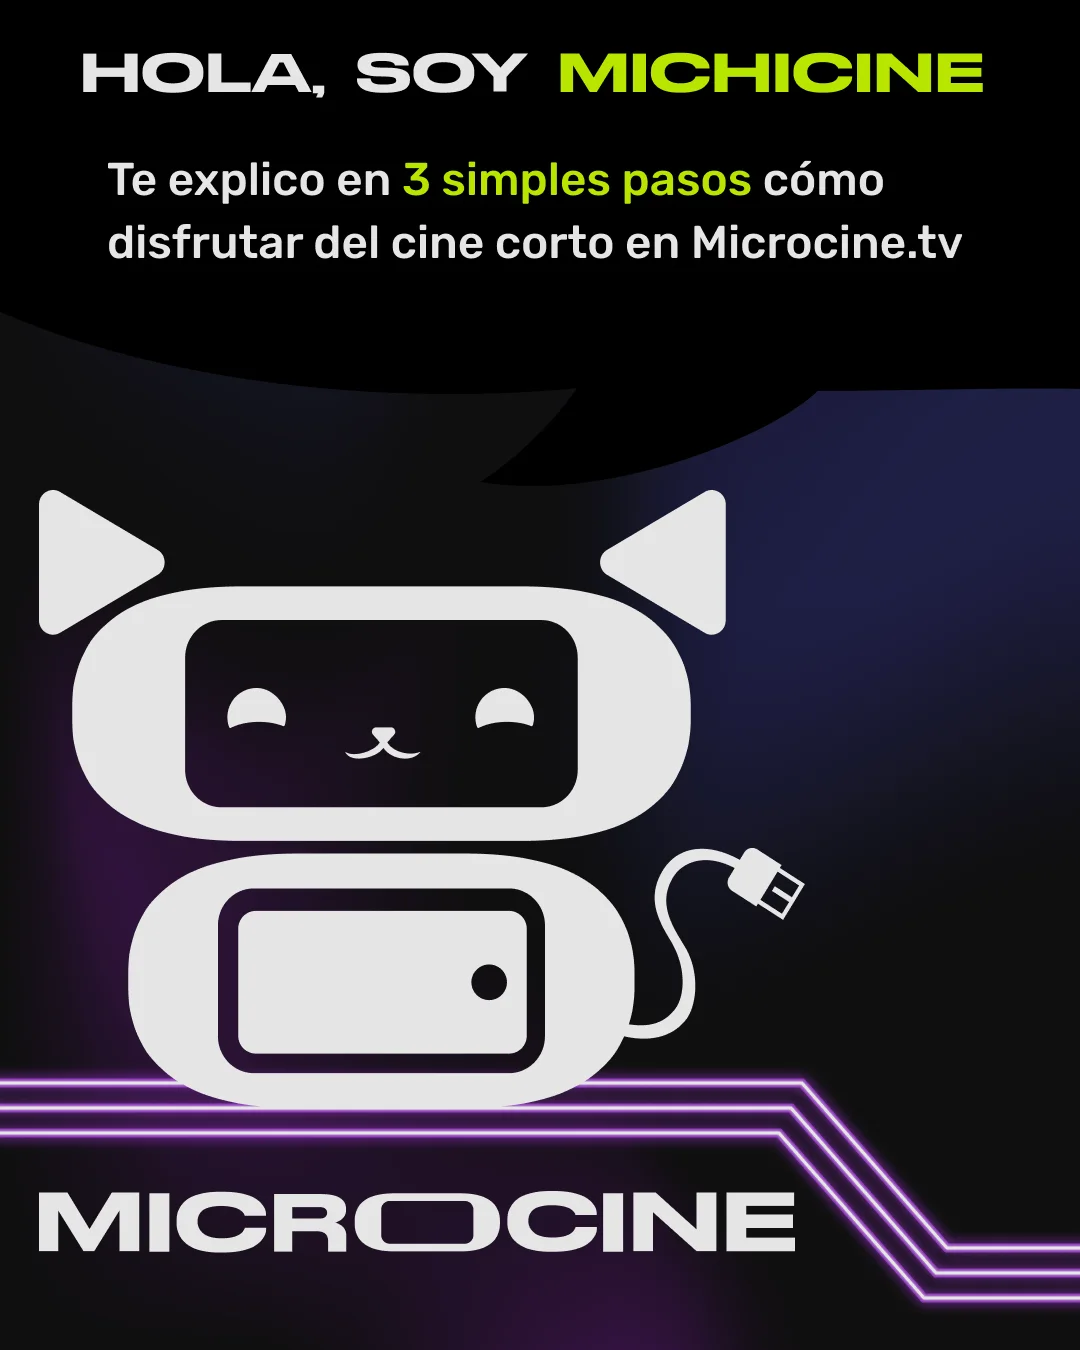 HOLA, SOY MICHICINE
Te explico en 3 simples pasos cómo
disfrutar del cine corto en Microcine.tv
MICROCINE